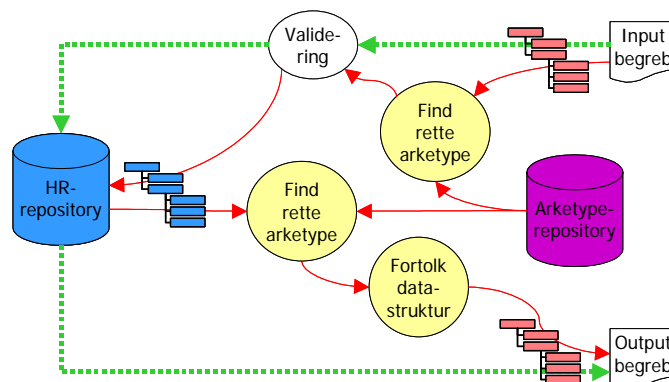 Valide-
ring
Input
begreb
Find
rette
arketype
HR-
repository
Find
rette
arketype
Arketype-
repository
Fortolk
data-
struktur
Output
begreb